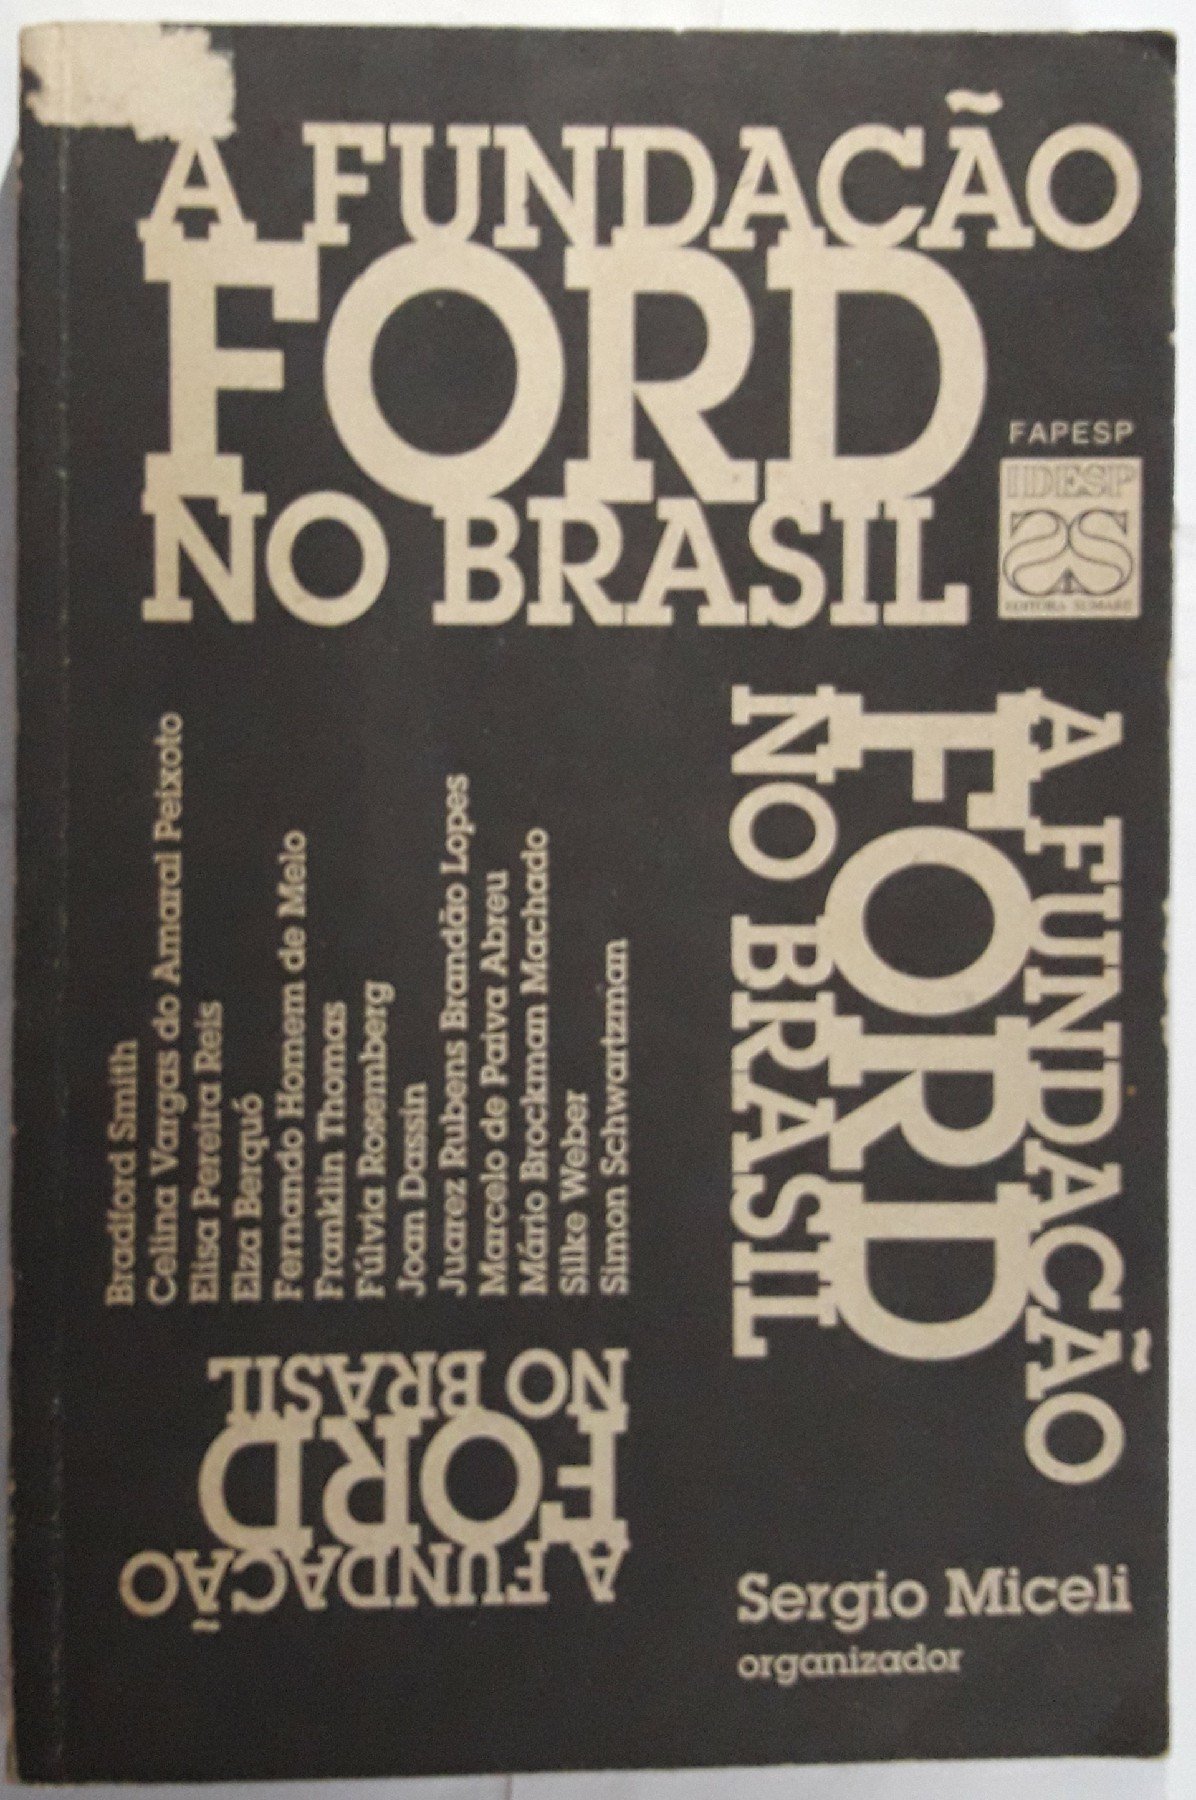 A FUNDAÇÃO
FORD
NO BRASIL
FAPESP
IDESP
EDITORA SUMARÉ
A FUNDAÇÃO
FORD
NO BRASIL
Bradford Smith
Celina Vargas do Amaral Peixoto
Elisa Pereira Reis
Elza Berquó
Fernando Homem de Melo
Franklin Thomas
Fúlvia Rosemberg
Joan Dassin
Juarez Rubens Brandão Lopes
Marcelo de Paiva Abreu
Mário Brockman Machado
Silke Weber
Simon Schwartzman
A FUNDAÇÃO
FORD
NO BRASIL
Sergio Miceli
organizador